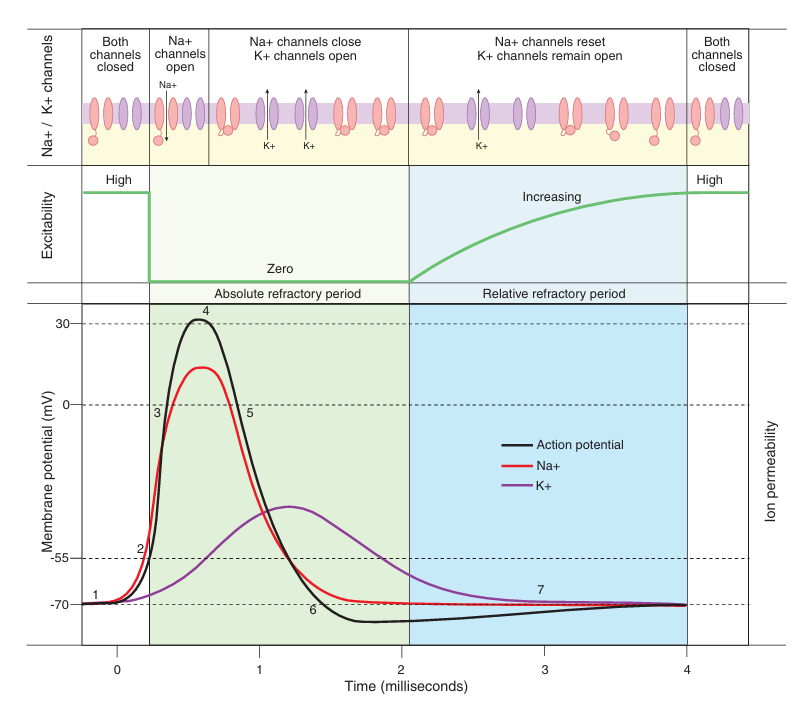 Na+ / K+ channels
Both
channels
closed
Na+
channels
open
Na+ channels close
K+ channels open
Na+ channels reset
K+ channels remain open
Both
channels
closed
Na+
K+
K+
K+
Excitability
High
Zero
Increasing
High
Absolute refractory period
Relative refractory period
Membrane potential (mV)
30
0
-55
-70
1
2
3
4
5
6
7
Action potential
Na+
K+
Ion permeability
0
1
2
3
4
Time (milliseconds)